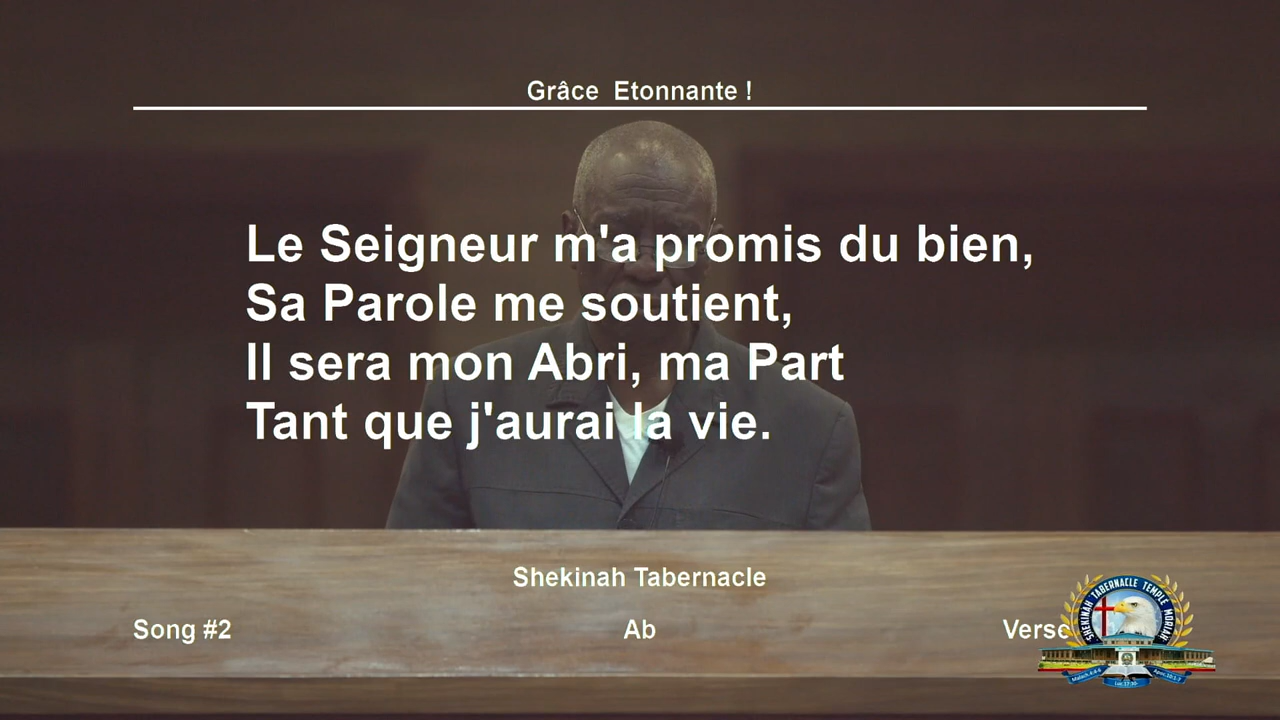 Grâce Etonnante !
Le Seigneur m'a promis du bien,
Sa Parole me soutient,
Il sera mon Abri, ma Part
Tant que j'aurai la vie.
Shekinah Tabernacle
Song #2
Ab
Verse
SHEKINAH TABERNACLE TEMPLE MORIAH